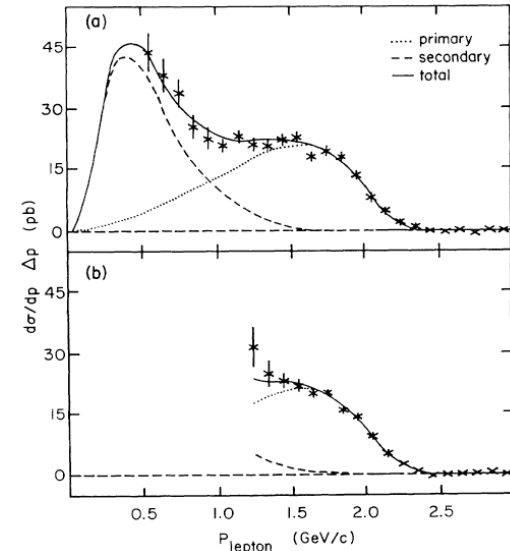 (a)
primary
secondary
total
45
30
15
0
dσ/dp Δp (pb)
(b)
45
30
15
0
0.5 1.0 1.5 2.0 2.5
Plepton (GeV/c)